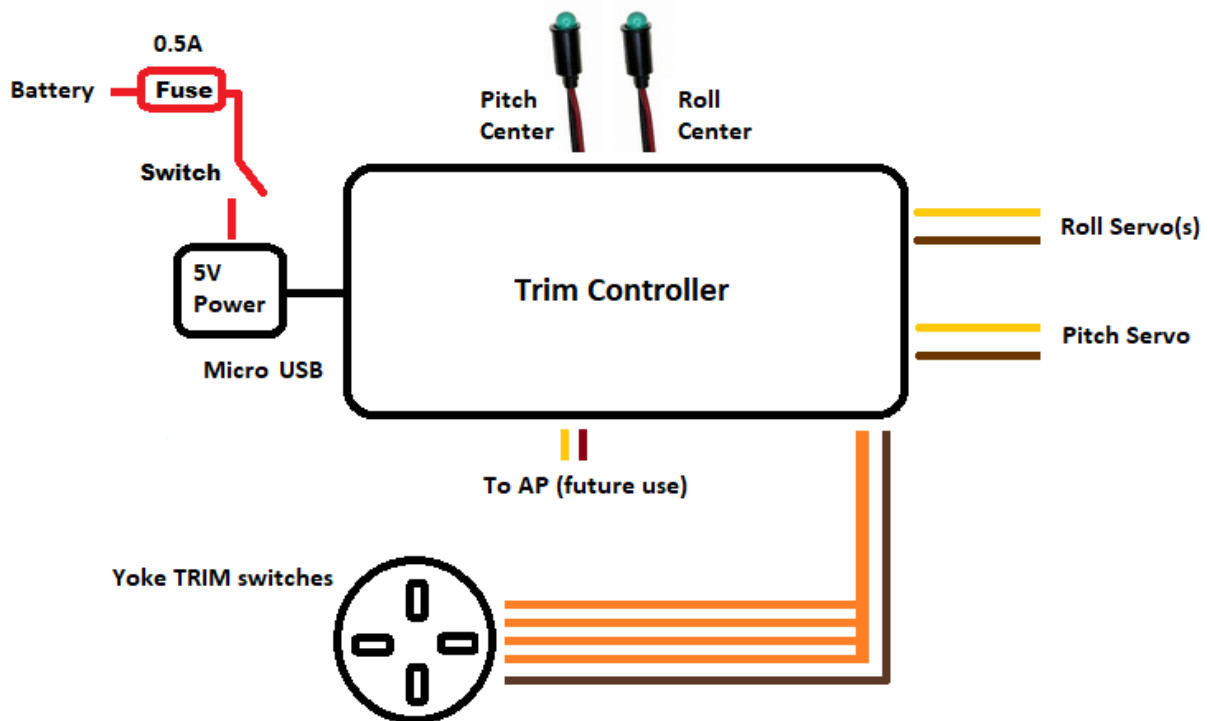 0.5A
Battery
Fuse
Pitch
Center
Roll
Center
Switch
Roll Servo(s)
5V
Power
Trim Controller
Pitch Servo
Micro USB
To AP (future use)
Yoke TRIM switches